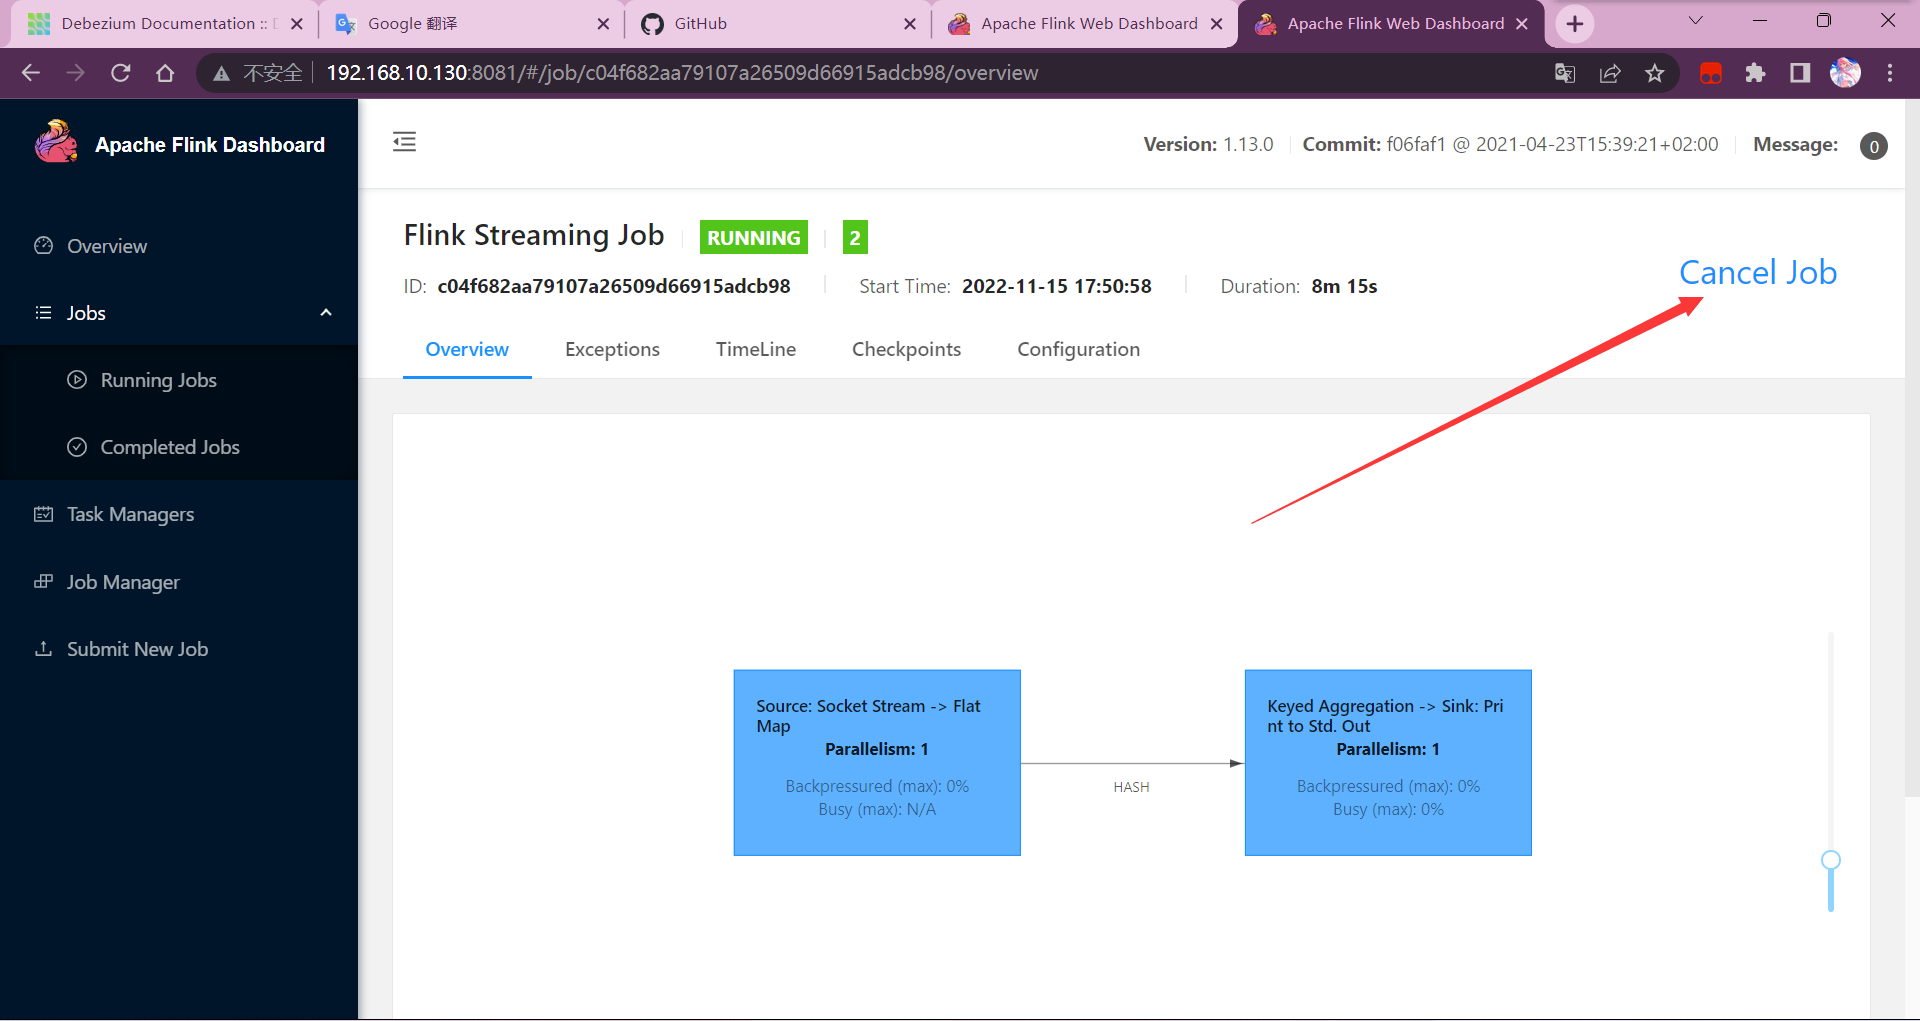 Debezium Documentation ::
Google 翻译
GitHub
Apache Flink Web Dashboard
Apache Flink Web Dashboard
不安全
192.168.10.130:8081/#/job/c04f682aa79107a26509d66915adcb98/overview
Apache Flink Dashboard
Version: 1.13.0
Commit: f06faf1 @ 2021-04-23T15:39:21+02:00
Message: 0
Overview
Jobs
Running Jobs
Completed Jobs
Task Managers
Job Manager
Submit New Job
Flink Streaming Job
RUNNING
2
ID: c04f682aa79107a26509d66915adcb98
Start Time: 2022-11-15 17:50:58
Duration: 8m 15s
Cancel Job
Overview
Exceptions
TimeLine
Checkpoints
Configuration
Source: Socket Stream -> Flat
Map
Parallelism: 1
Backpressured (max): 0%
Busy (max): N/A
HASH
Keyed Aggregation -> Sink: Pri
nt to Std. Out
Parallelism: 1
Backpressured (max): 0%
Busy (max): 0%